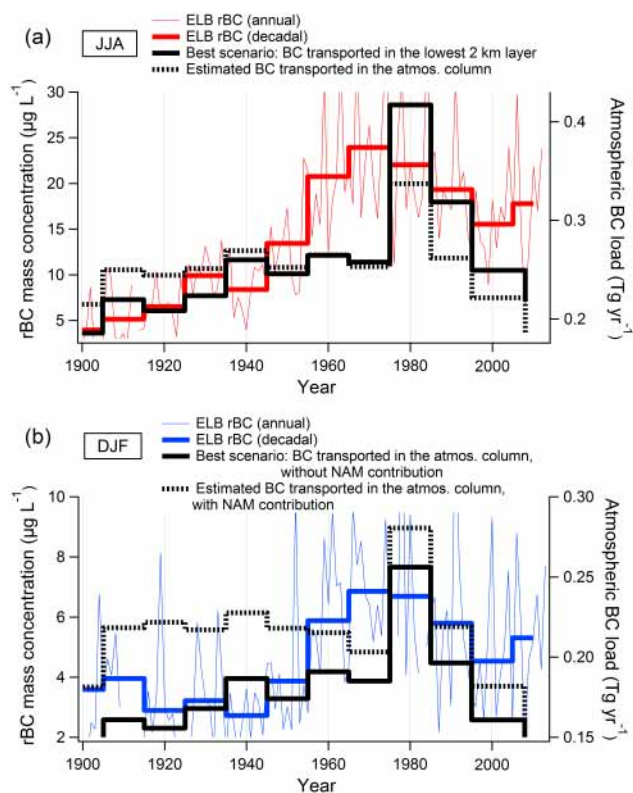 (a)
JJA
ELB rBC (annual)
ELB rBC (decadal)
Best scenario: BC transported in the lowest 2 km layer
Estimated BC transported in the atmos. column
rBC mass concentration (µg L⁻¹)
30
25
20
15
10
5
Atmospheric BC load
(Tg yr⁻¹)
0.4
0.3
0.2
1900 1920 1940 1960 1980 2000
Year
(b)
DJF
ELB rBC (annual)
ELB rBC (decadal)
Best scenario: BC transported in the atmos. column,
without NAM contribution
Estimated BC transported in the atmos. column,
with NAM contribution
rBC mass concentration (µg L⁻¹)
10
8
6
4
2
Atmospheric BC load
(Tg yr⁻¹)
0.30
0.25
0.20
0.15
1900 1920 1940 1960 1980 2000
Year